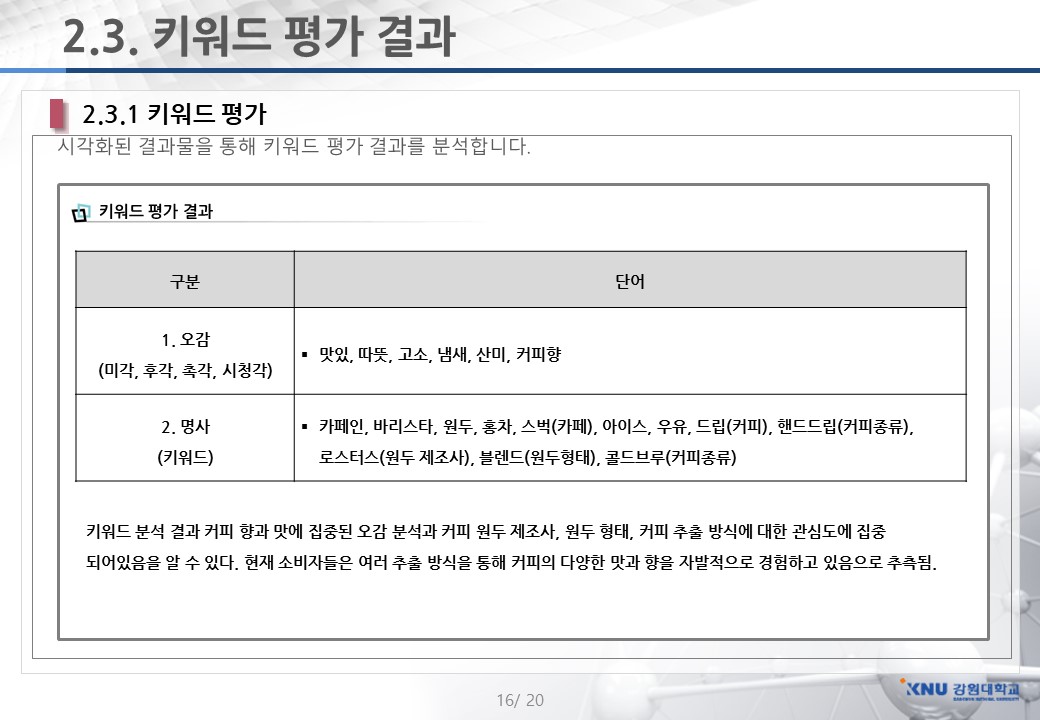 2.3. 키워드 평가 결과
2.3.1 키워드 평가
시각화된 결과물을 통해 키워드 평가 결과를 분석합니다.
키워드 평가 결과
구분
단어
1. 오감
(미각, 후각, 촉각, 시청각)
▪ 맛있, 따뜻, 고소, 냄새, 산미, 커피향
2. 명사
(키워드)
▪ 카페인, 바리스타, 원두, 홍차, 스벅(카페), 아이스, 우유, 드립(커피), 핸드드립(커피종류),
로스터스(원두 제조사), 블렌드(원두형태), 콜드브루(커피종류)
키워드 분석 결과 커피 향과 맛에 집중된 오감 분석과 커피 원두 제조사, 원두 형태, 커피 추출 방식에 대한 관심도에 집중
되어있음을 알 수 있다. 현재 소비자들은 여러 추출 방식을 통해 커피의 다양한 맛과 향을 자발적으로 경험하고 있음으로 추측됨.
16/ 20
KNU 강원대학교